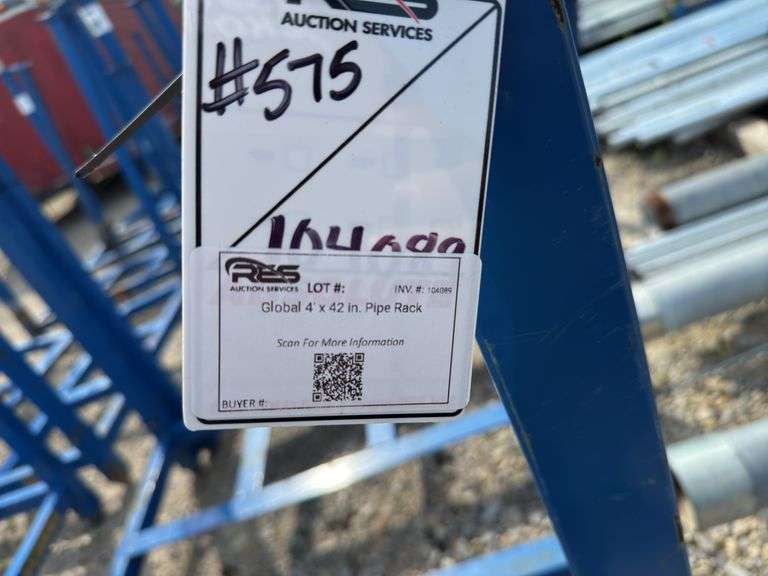 RES
AUCTION SERVICES
#575
RES
AUCTION SERVICES
LOT #:
INV. #: 104089
Global 4' x 42 in. Pipe Rack
Scan For More Information
BUYER #: